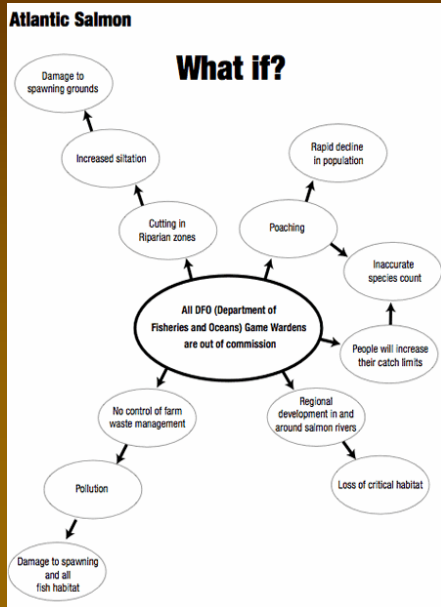 Atlantic Salmon
What if?
Damage to
spawning grounds
Increased siltation
Cutting in
Riparian zones
Rapid decline
in population
Poaching
Inaccurate
species count
All DFO (Department of
Fisheries and Oceans) Game Wardens
are out of commission
People will increase
their catch limits
No control of farm
waste management
Regional
development in and
around salmon rivers
Pollution
Loss of critical habitat
Damage to spawning
and all
fish habitat